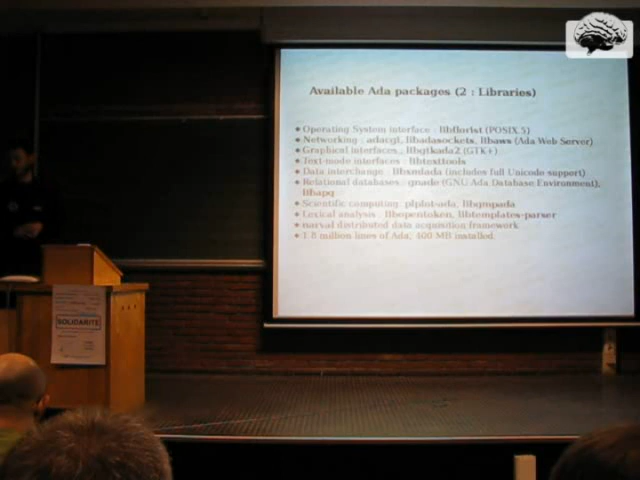 Available Ada packages (2 : Libraries)
• Operating System interface : libflorist (POSIX.5)
• Networking : adacgi, libadasockets, libaws (Ada Web Server)
• Graphical interfaces : libgtkada2 (GTK+)
• Text-mode interfaces : libtexttools
• Data interchange : libxmlada (includes full Unicode support)
• Relational databases : gnade (GNU Ada Database Environment),
libapq
• Scientific computing : plplot-ada, libgmpada
• Lexical analysis : libopentoken, libtemplates-parser
• narval distributed data acquisition framework
• 1.8 million lines of Ada, 400 MB installed.
SOLIDARITE